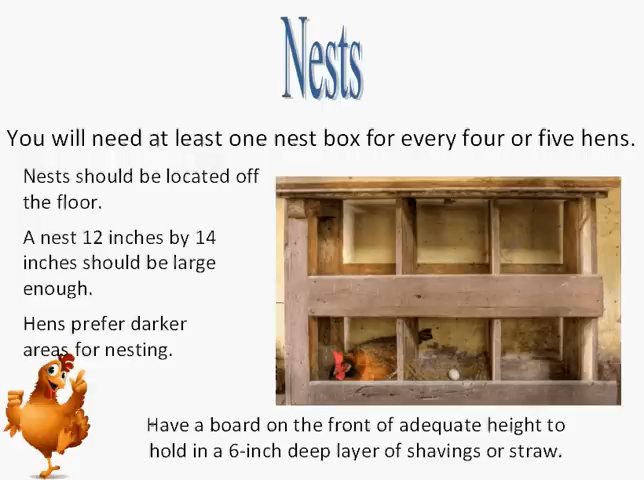 Nests
You will need at least one nest box for every four or five hens.
Nests should be located off
the floor.
A nest 12 inches by 14
inches should be large
enough.
Hens prefer darker
areas for nesting.
Have a board on the front of adequate height to
hold in a 6-inch deep layer of shavings or straw.